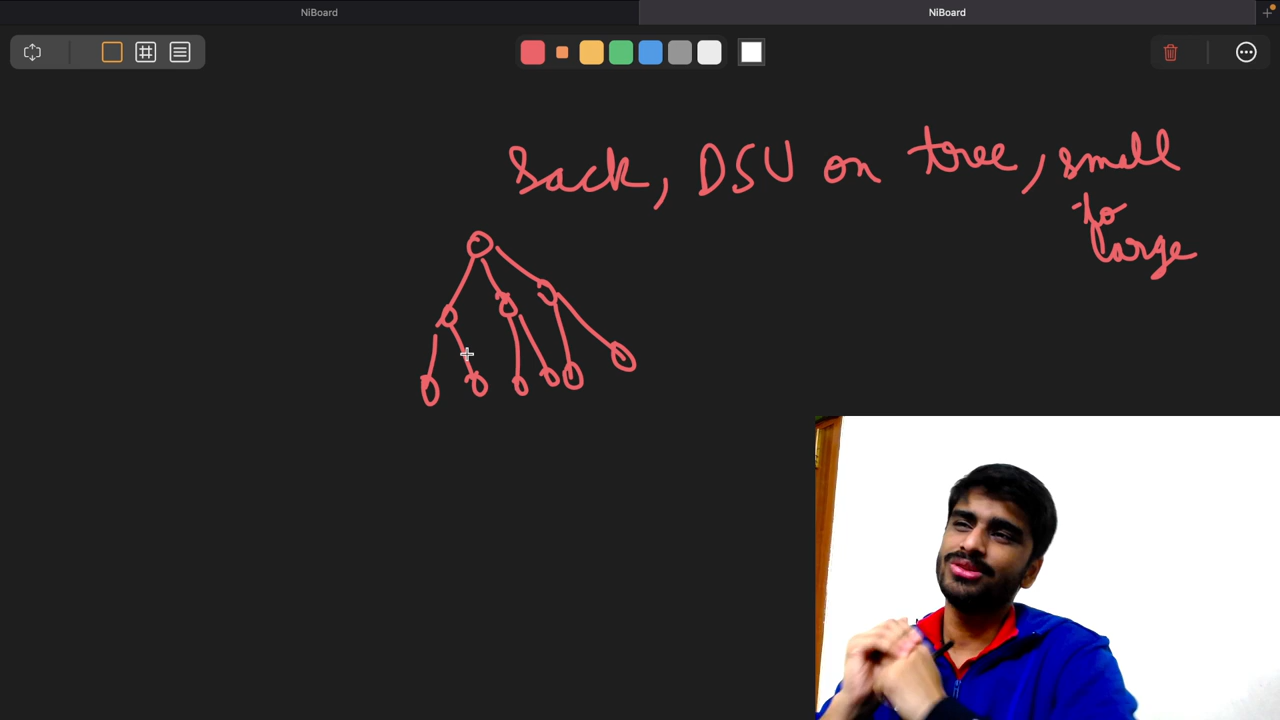 NiBoard
NiBoard
Sack, DSU on tree, small
to
large